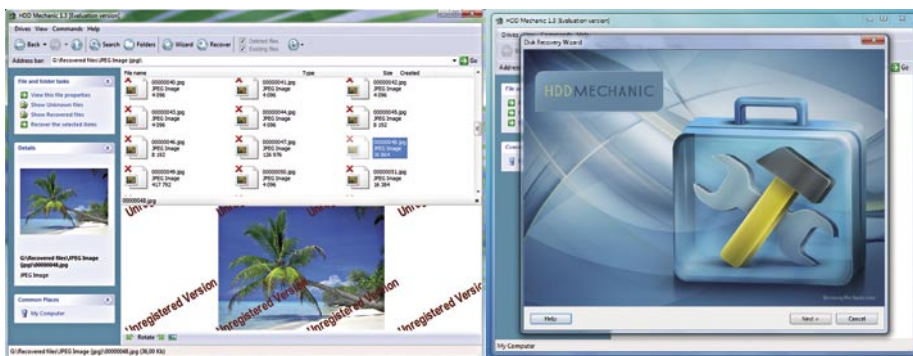 HDD Mechanic 1.3 [Evaluation version]
Drives View Commands Help
Back Search Folders Wizard Recover Deleted files
Existing files
Address bar: G:\Recovered files\JPEG Image (jpg)\ Go
File and folder tasks
View this file properties
Show Unknown files
Show Recovered files
Recover the selected items
Details
G:\Recovered files\JPEG Image (jpg)\00000048.jpg
JPEG Image
Common Places
My Computer
File name Type Size Created
00000040.jpg
JPEG Image
4 096
00000041.jpg
JPEG Image
4 096
00000042.jpg
JPEG Image
4 096
00000043.jpg
JPEG Image
4 096
00000044.jpg
JPEG Image
4 096
00000045.jpg
JPEG Image
8 192
00000046.jpg
JPEG Image
8 192
00000047.jpg
JPEG Image
126 976
00000048.jpg
JPEG Image
36 864
00000049.jpg
JPEG Image
417 792
00000050.jpg
JPEG Image
4 096
00000051.jpg
JPEG Image
16 384
00000048.jpg
Unregistered Version
Unregistered Version
Unregistered Version
Rotate
G:\Recovered files\JPEG Image (jpg)\00000048.jpg (36,00 Kb)
HDD Mechanic 1.3 [Evaluation version]
Disk Recovery Wizard
HDDMECHANIC
Help
Next >
Cancel
Go
My Computer